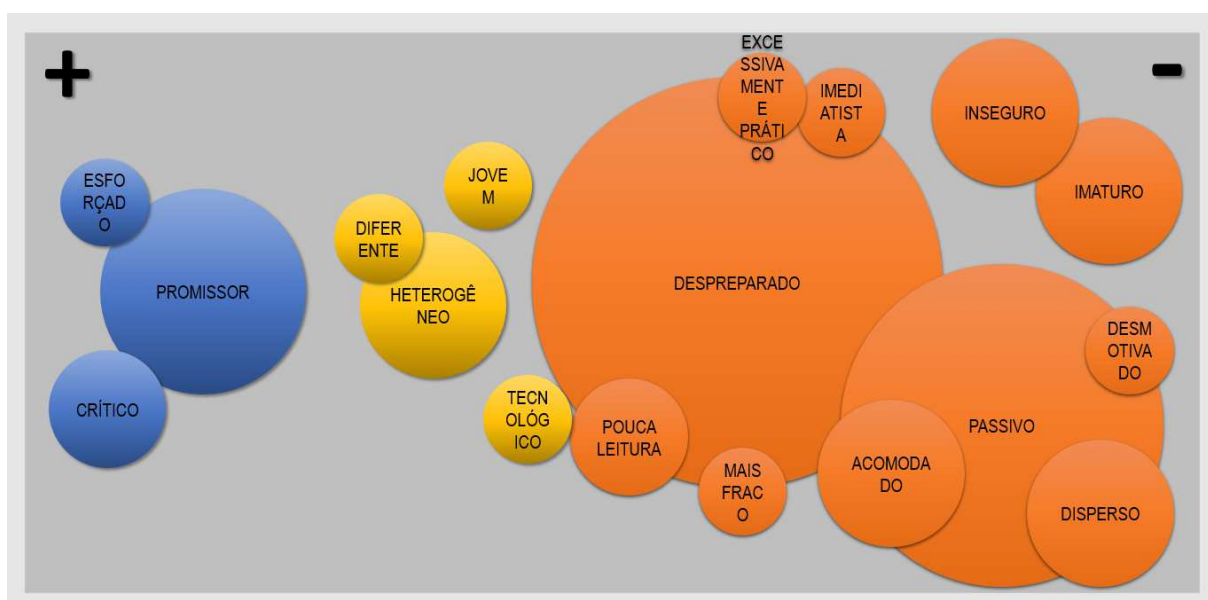 +
-
ESFO
RÇAD
O
PROMISSOR
CRÍTICO
JOVE
M
DIFER
ENTE
HETEROGÊ
NEO
TECN
OLÓG
ICO
EXCE
SSIVA
MENT
E
PRÁTI
CO
IMEDI
ATIST
A
DESPREPARADO
POUCA
LEITURA
MAIS
FRAC
O
INSEGURO
IMATURO
DESM
OTIVA
DO
PASSIVO
ACOMODA
DO
DISPERSO